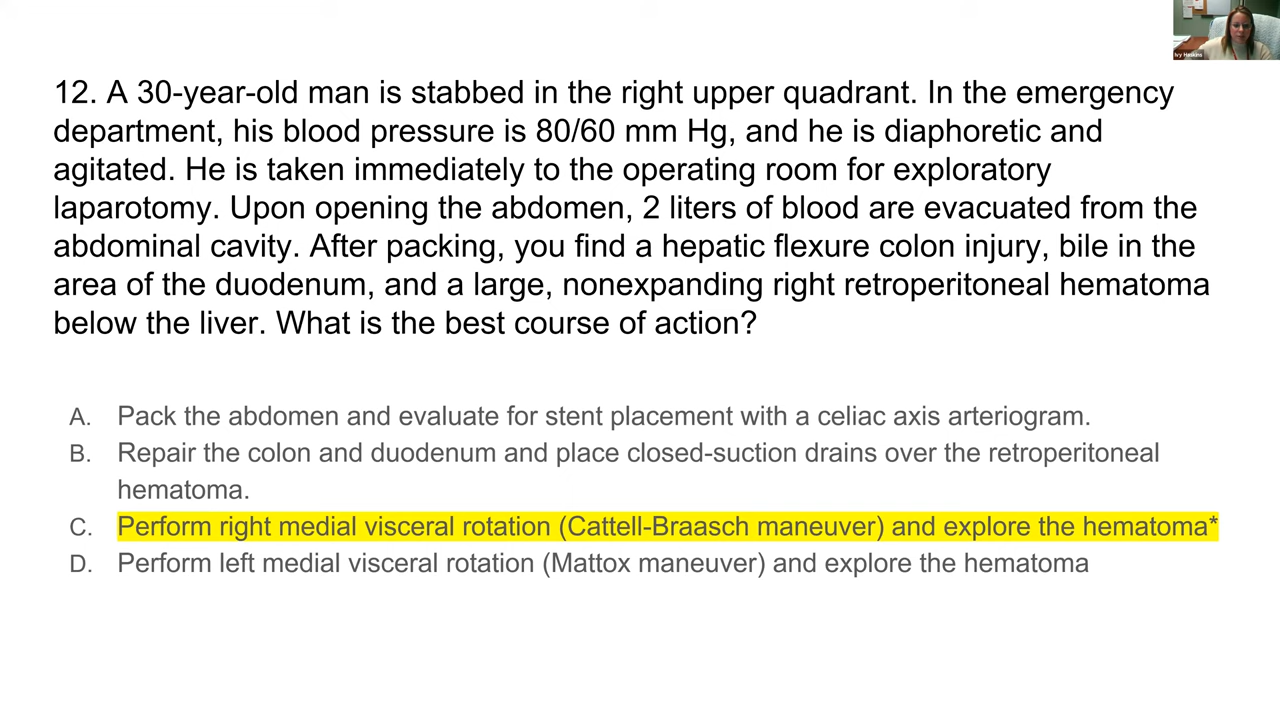 Ivy Haskins
12. A 30-year-old man is stabbed in the right upper quadrant. In the emergency
department, his blood pressure is 80/60 mm Hg, and he is diaphoretic and
agitated. He is taken immediately to the operating room for exploratory
laparotomy. Upon opening the abdomen, 2 liters of blood are evacuated from the
abdominal cavity. After packing, you find a hepatic flexure colon injury, bile in the
area of the duodenum, and a large, nonexpanding right retroperitoneal hematoma
below the liver. What is the best course of action?
A. Pack the abdomen and evaluate for stent placement with a celiac axis arteriogram.
B. Repair the colon and duodenum and place closed-suction drains over the retroperitoneal
hematoma.
C. Perform right medial visceral rotation (Cattell-Braasch maneuver) and explore the hematoma*
D. Perform left medial visceral rotation (Mattox maneuver) and explore the hematoma